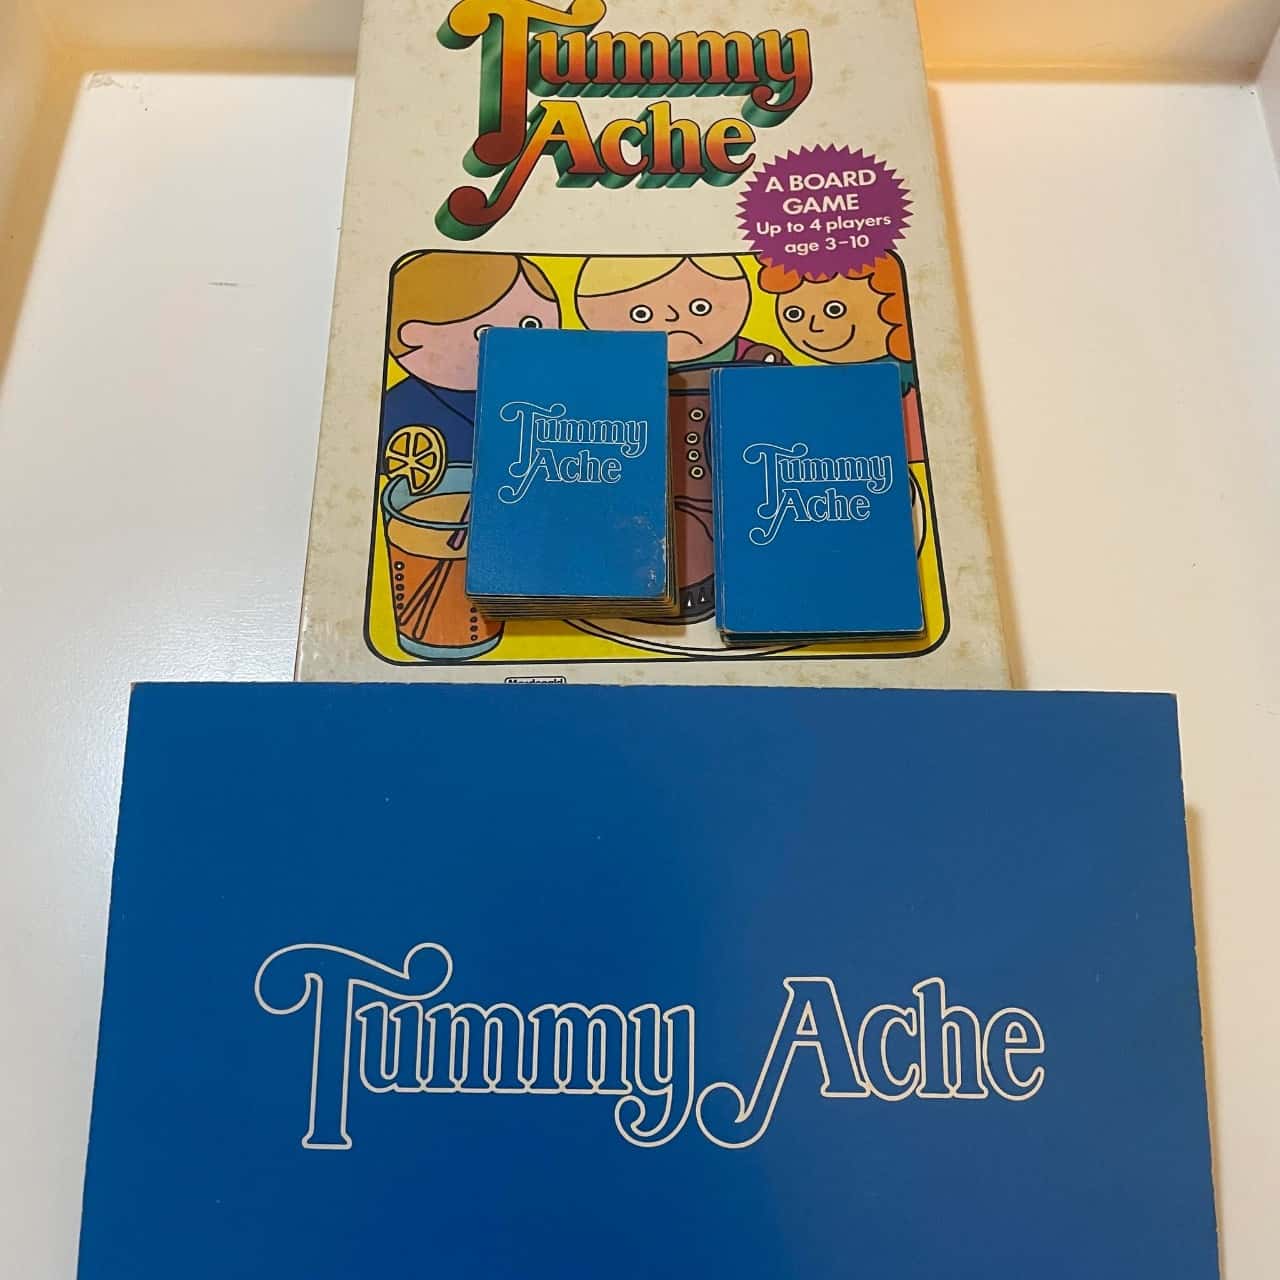 Tummy
Ache
A BOARD
GAME
Up to 4 players
age 3–10
Tummy
Ache
Tummy
Ache
Tummy Ache